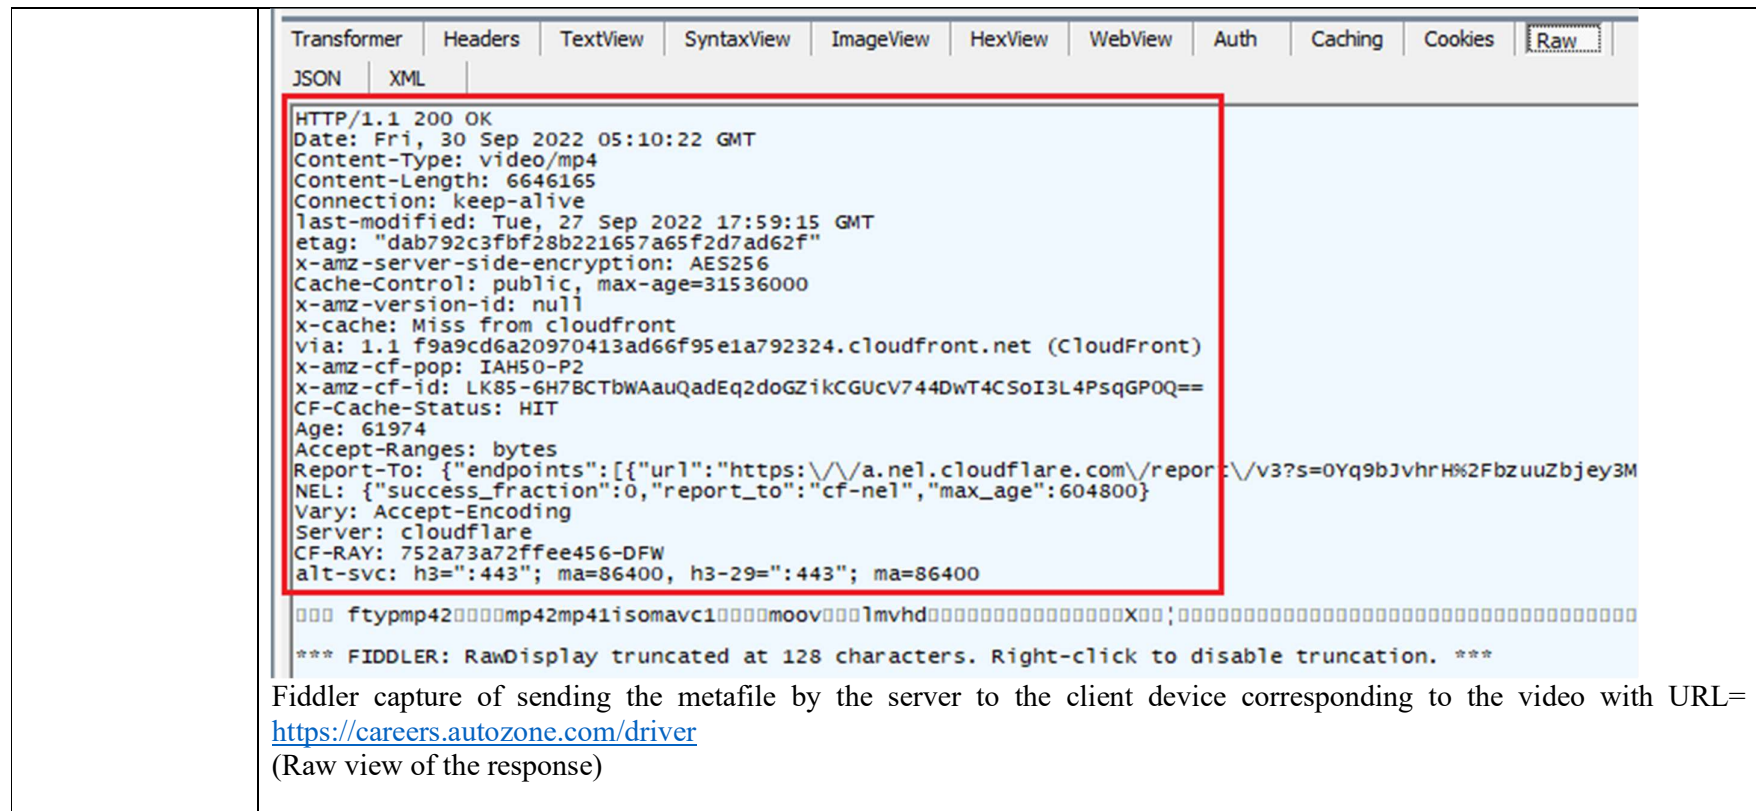 Transformer Headers TextView SyntaxView ImageView HexView WebView Auth Caching Cookies Raw
JSON XML
HTTP/1.1 200 OK
Date: Fri, 30 Sep 2022 05:10:22 GMT
Content-Type: video/mp4
Content-Length: 6646165
Connection: keep-alive
last-modified: Tue, 27 Sep 2022 17:59:15 GMT
etag: "dab792c3fbf28b221657a65f2d7ad62f"
x-amz-server-side-encryption: AES256
Cache-Control: public, max-age=31536000
x-amz-version-id: null
x-cache: Miss from cloudfront
via: 1.1 f9a9cd6a20970413ad66f95e1a792324.cloudfront.net (CloudFront)
x-amz-cf-pop: IAH50-P2
x-amz-cf-id: LK85-6H7BCTbWAauQadEq2doGZikCGUcV744DwT4CSoI3L4PsqGP0Q==
CF-Cache-Status: HIT
Age: 61974
Accept-Ranges: bytes
Report-To: {"endpoints":[{"url":"https:\/\/a.nel.cloudflare.com\/report\/v3?s=0Yq9bJvhrH%2FbzuuZbjey3M
NEL: {"success_fraction":0,"report_to":"cf-nel","max_age":604800}
Vary: Accept-Encoding
Server: cloudflare
CF-RAY: 752a73a72ffee456-DFW
alt-svc: h3=":443"; ma=86400, h3-29=":443"; ma=86400
▯▯▯ ftypmp42▯▯▯▯mp42mp41isomavc1▯▯▯▯moov▯▯▯lmvhd▯▯▯▯▯▯▯▯▯▯▯▯▯▯▯X▯▯¦▯▯▯▯▯▯▯▯▯▯▯▯▯▯▯▯▯▯▯▯▯▯▯▯▯▯▯▯▯▯▯▯▯▯▯
*** FIDDLER: RawDisplay truncated at 128 characters. Right-click to disable truncation. ***
Fiddler capture of sending the metafile by the server to the client device corresponding to the video with URL=
https://careers.autozone.com/driver
(Raw view of the response)